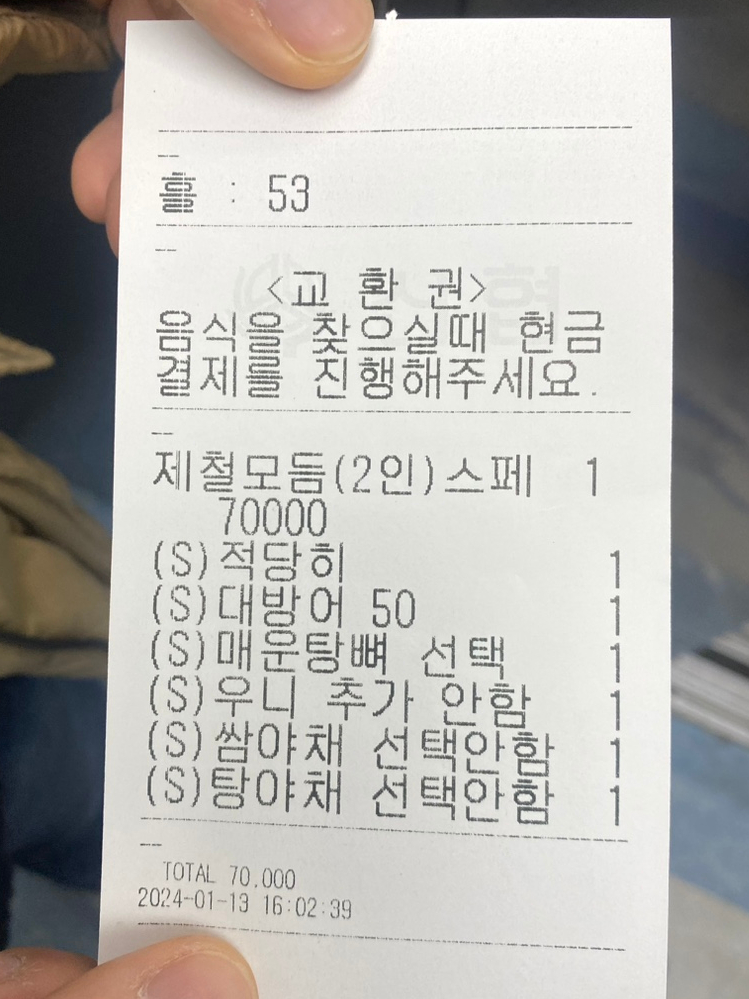 홀 : 53
<교 환 권>
음식을 찾으실때 현금
결제를 진행해주세요.
제철모듬(2인)스페 1
70000
(S)적당히 1
(S)대방어 50 1
(S)매운탕뼈 선택 1
(S)우니 추가 안함 1
(S)쌈야채 선택안함 1
(S)탕야채 선택안함 1
TOTAL 70,000
2024-01-13 16:02:39